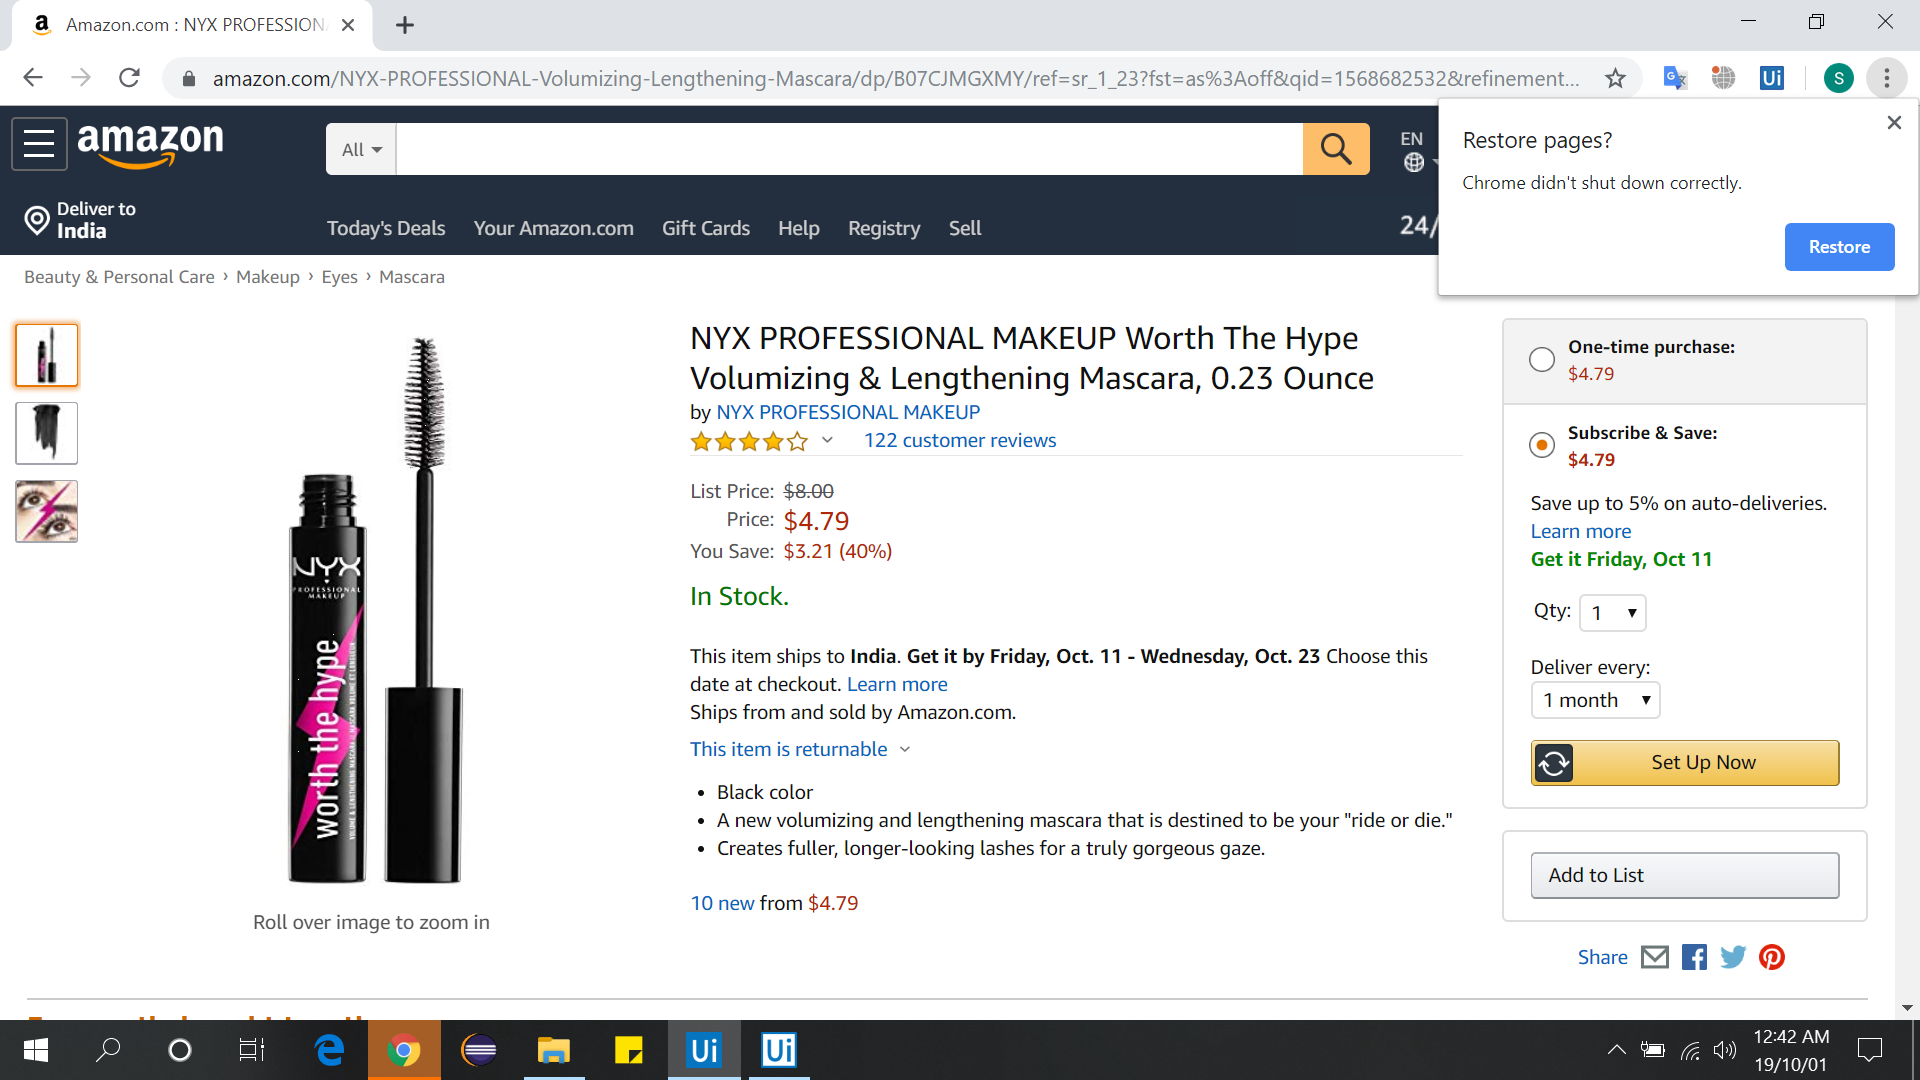 Amazon.com : NYX PROFESSION
amazon.com/NYX-PROFESSIONAL-Volumizing-Lengthening-Mascara/dp/B07CJMGXMY/ref=sr_1_23?fst=as%3Aoff&qid=1568682532&refinement...
Ui
S
Restore pages?
Chrome didn't shut down correctly.
Restore
amazon
All
EN
Deliver to
India
Today's Deals
Your Amazon.com
Gift Cards
Help
Registry
Sell
24/
Beauty & Personal Care › Makeup › Eyes › Mascara
NYX
PROFESSIONAL
MAKEUP
worth the hype
Roll over image to zoom in
NYX PROFESSIONAL MAKEUP Worth The Hype
Volumizing & Lengthening Mascara, 0.23 Ounce
by NYX PROFESSIONAL MAKEUP
122 customer reviews
List Price: $8.00
Price: $4.79
You Save: $3.21 (40%)
In Stock.
This item ships to India. Get it by Friday, Oct. 11 - Wednesday, Oct. 23 Choose this
date at checkout. Learn more
Ships from and sold by Amazon.com.
This item is returnable
• Black color
• A new volumizing and lengthening mascara that is destined to be your "ride or die."
• Creates fuller, longer-looking lashes for a truly gorgeous gaze.
10 new from $4.79
One-time purchase:
$4.79
Subscribe & Save:
$4.79
Save up to 5% on auto-deliveries.
Learn more
Get it Friday, Oct 11
Qty: 1
Deliver every:
1 month
Set Up Now
Add to List
Share
Ui
Ui
12:42 AM
19/10/01